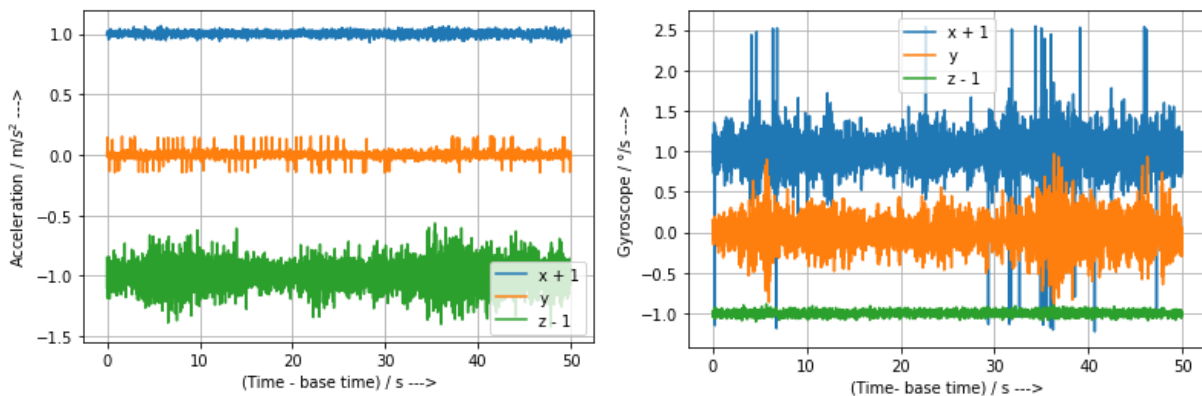 Acceleration / m/s² --->
1.0
0.5
0.0
−0.5
−1.0
−1.5
x + 1
y
z - 1
0 10 20 30 40 50
(Time - base time) / s --->
Gyroscope / °/s --->
2.5
2.0
1.5
1.0
0.5
0.0
−0.5
−1.0
x + 1
y
z - 1
0 10 20 30 40 50
(Time- base time) / s --->